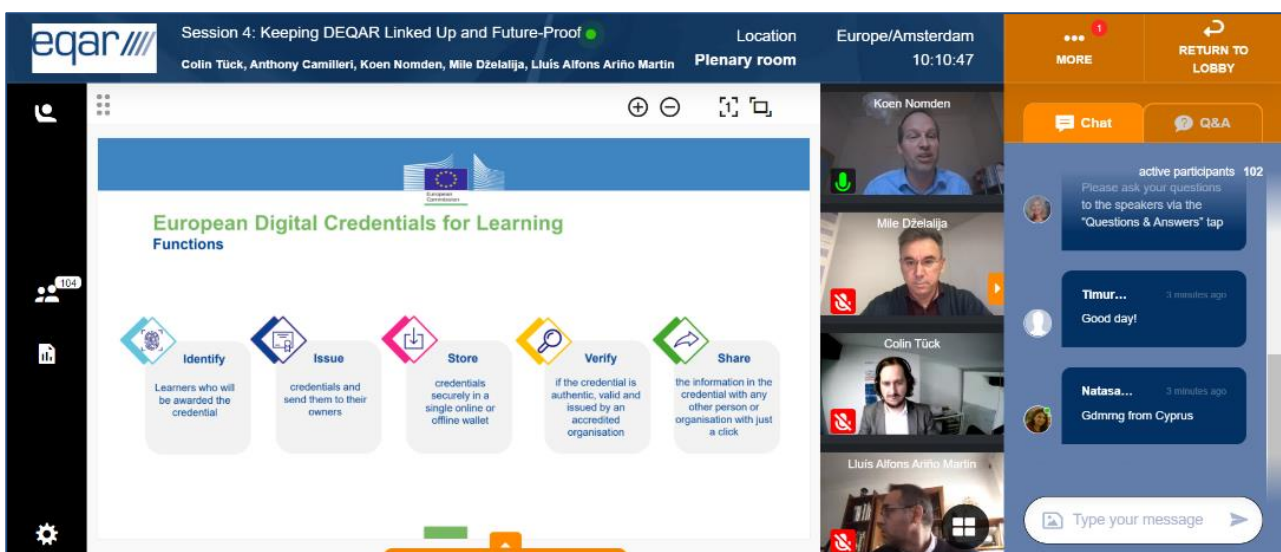 eqar////
Session 4: Keeping DEQAR Linked Up and Future-Proof
Colin Tück, Anthony Camilleri, Koen Nomden, Mile Dželalija, Lluís Alfons Ariño Martin
Location
Plenary room
Europe/Amsterdam
10:10:47
1
MORE
RETURN TO
LOBBY
104
1
European
Commission
European Digital Credentials for Learning
Functions
Identify
Learners who will
be awarded the
credential
Issue
credentials and
send them to their
owners
Store
credentials
securely in a
single online or
offline wallet
Verify
if the credential is
authentic, valid and
issued by an
accredited
organisation
Share
the information in the
credential with any
other person or
organisation with just
a click
Koen Nomden
Mile Dželalija
Colin Tück
Lluís Alfons Ariño Martin
Chat
Q&A
active participants 102
Please ask your questions
to the speakers via the
"Questions & Answers" tap
Timur... 3 minutes ago
Good day!
Natasa... 3 minutes ago
Gdmrng from Cyprus
Type your message